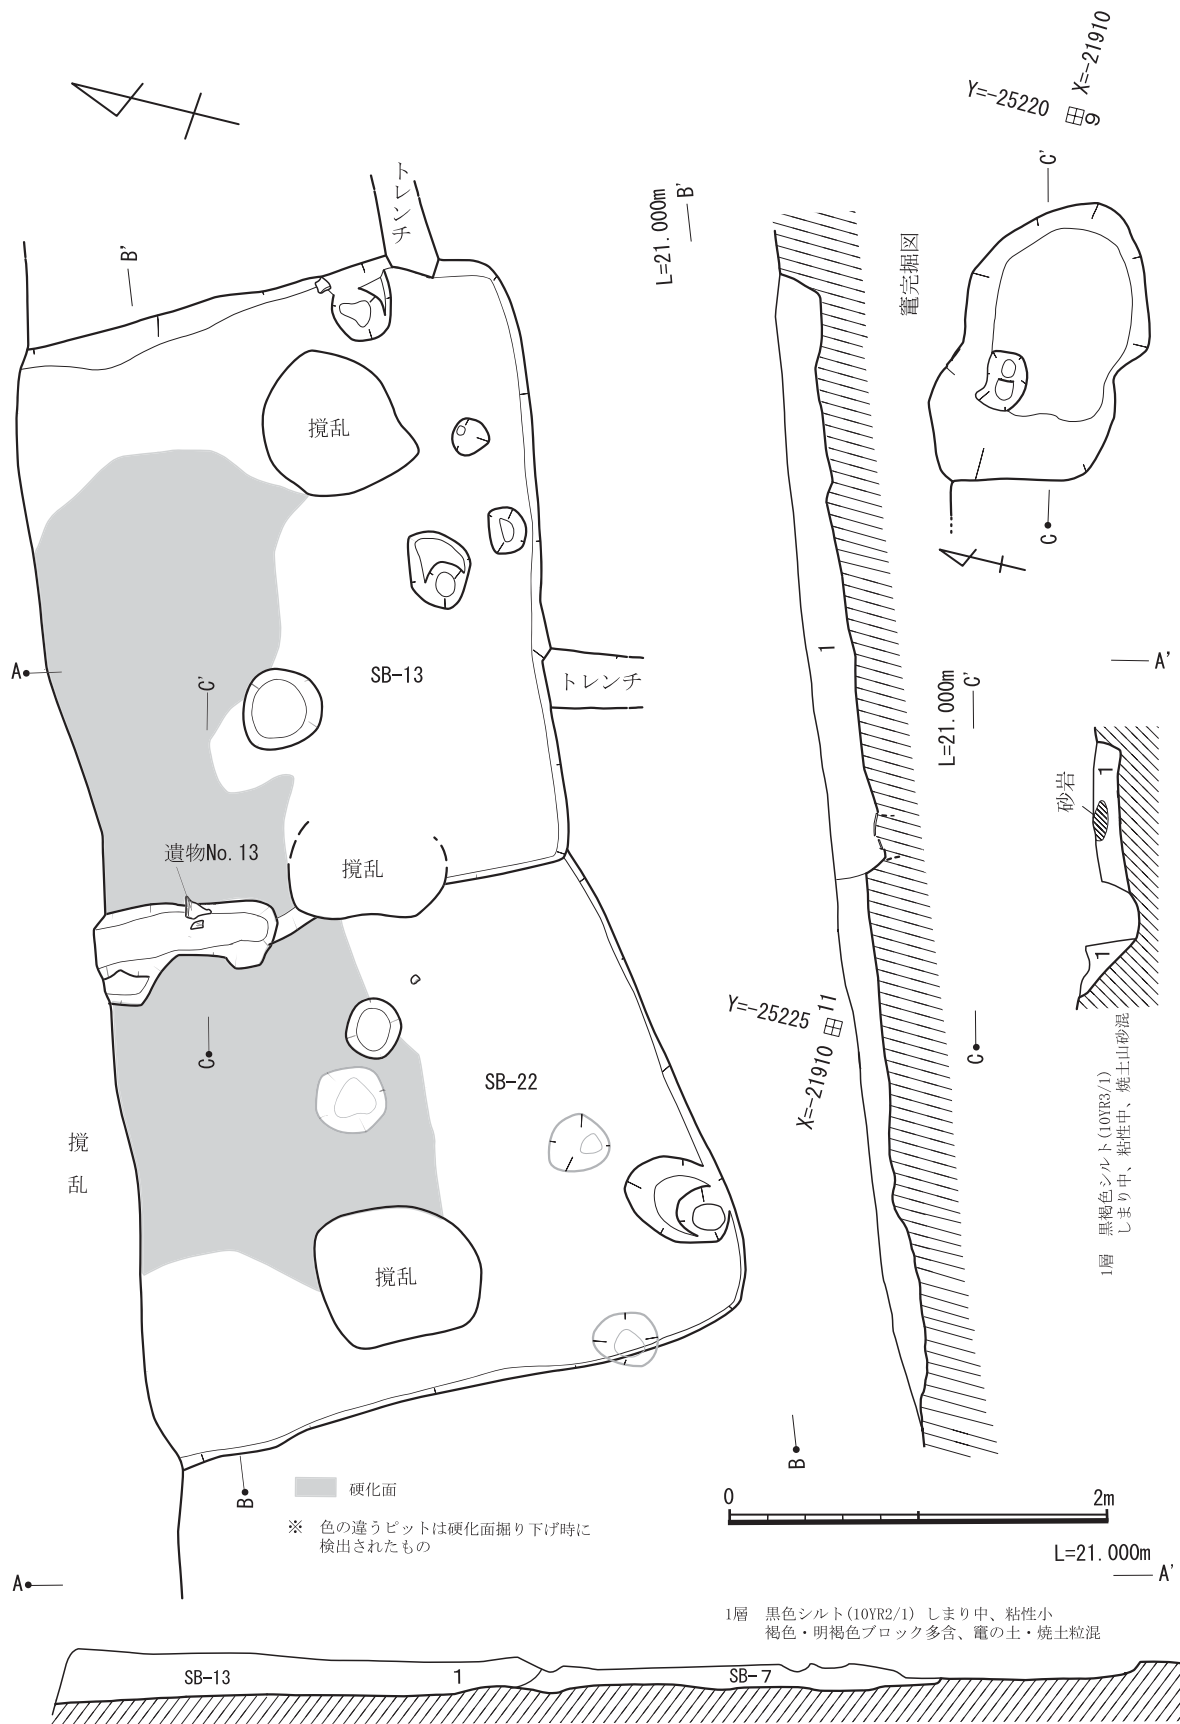 Y=-25220
X=-21910
9
トレンチ
B'
L=21.000m
B'
C'
竃完掘図
撹乱
C
A
C'
SB-13
トレンチ
1
L=21.000m
C'
A'
砂岩
1
遺物No.13
撹乱
1
Y=-25225
11
X=-21910
C
C
SB-22
撹
乱
1層 黒褐色シルト(10YR3/1)
しまり中、粘性中、焼土山砂混
撹乱
B
B
硬化面
※ 色の違うピットは硬化面掘り下げ時に
検出されたもの
0
2m
L=21.000m
A
A'
1層 黒色シルト(10YR2/1) しまり中、粘性小
褐色・明褐色ブロック多含、竃の土・焼土粒混
SB-13
1
SB-7